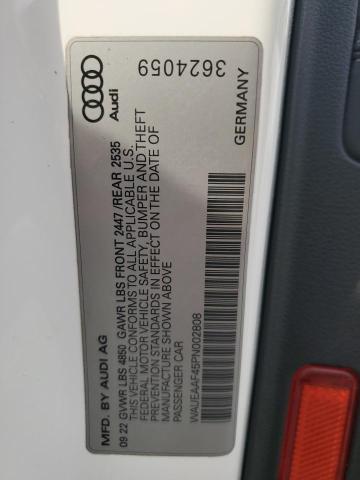 Audi
3624059
MFD. BY AUDI AG
GERMANY
09.22 GVWR LBS 4850 GAWR LBS FRONT 2447/REAR 2535
THIS VEHICLE CONFORMS TO ALL APPLICABLE U.S.
FEDERAL MOTOR VEHICLE SAFETY, BUMPER AND THEFT
PREVENTION STANDARDS IN EFFECT ON THE DATE OF
MANUFACTURE SHOWN ABOVE
PASSENGER CAR
WAUEAAF45PN002808